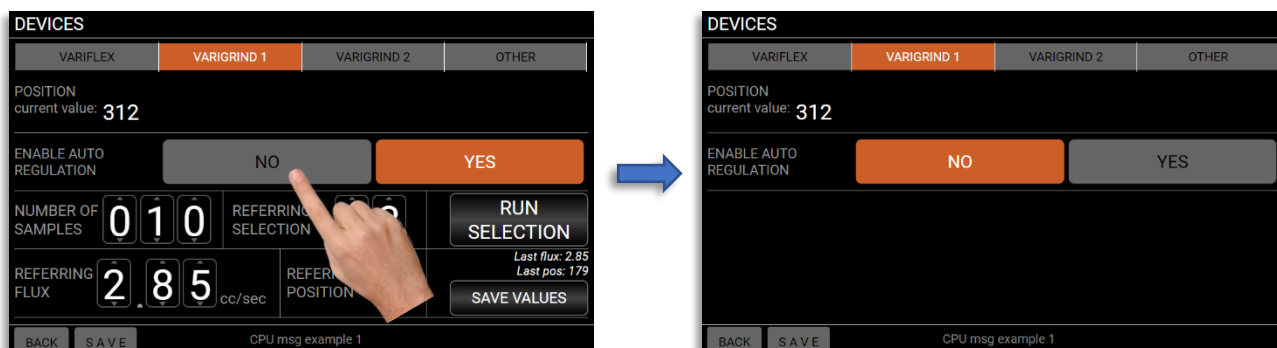 DEVICES
VARIFLEX VARIGRIND 1 VARIGRIND 2 OTHER
POSITION
current value: 312
ENABLE AUTO
REGULATION
NO YES
NUMBER OF
SAMPLES
010
SELECTION
RUN
SELECTION
REFERRING
FLUX
2.85 cc/sec
POSITION
Last flux: 2.85
Last pos: 179
SAVE VALUES
BACK SAVE CPU msg example 1
DEVICES
VARIFLEX VARIGRIND 1 VARIGRIND 2 OTHER
POSITION
current value: 312
ENABLE AUTO
REGULATION
NO YES
BACK SAVE CPU msg example 1